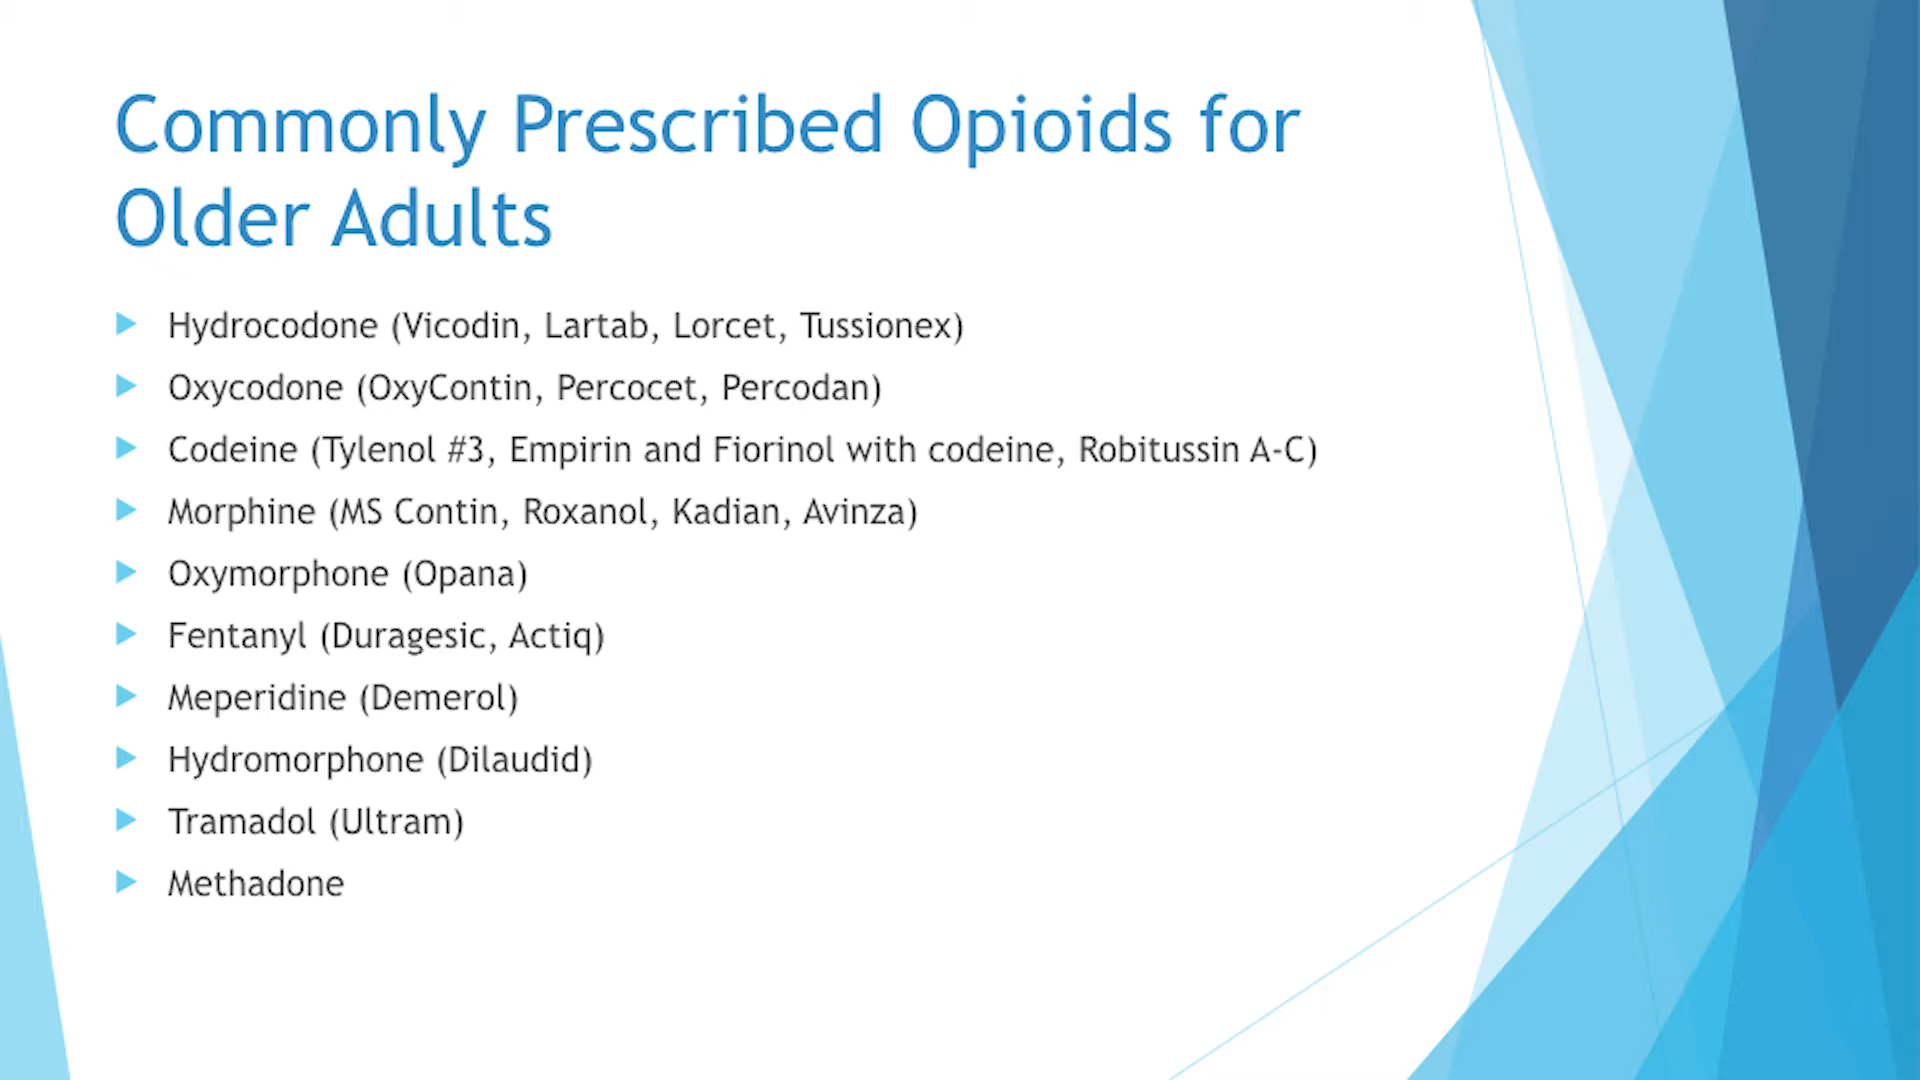 Commonly Prescribed Opioids for
Older Adults
Hydrocodone (Vicodin, Lartab, Lorcet, Tussionex)
Oxycodone (OxyContin, Percocet, Percodan)
Codeine (Tylenol #3, Empirin and Fiorinol with codeine, Robitussin A-C)
Morphine (MS Contin, Roxanol, Kadian, Avinza)
Oxymorphone (Opana)
Fentanyl (Duragesic, Actiq)
Meperidine (Demerol)
Hydromorphone (Dilaudid)
Tramadol (Ultram)
Methadone